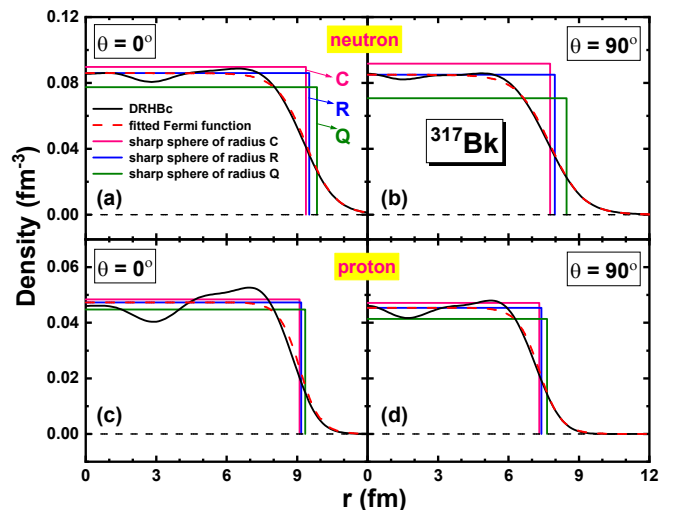 θ = 0°
neutron
θ = 90°
0.12
0.08
0.04
0.00
C
R
Q
DRHBc
fitted Fermi function
sharp sphere of radius C
sharp sphere of radius R
sharp sphere of radius Q
³¹⁷Bk
(a)
(b)
Density (fm⁻³)
θ = 0°
proton
θ = 90°
0.06
0.04
0.02
0.00
(c)
(d)
0 3 6 9 0 3 6 9 12
r (fm)